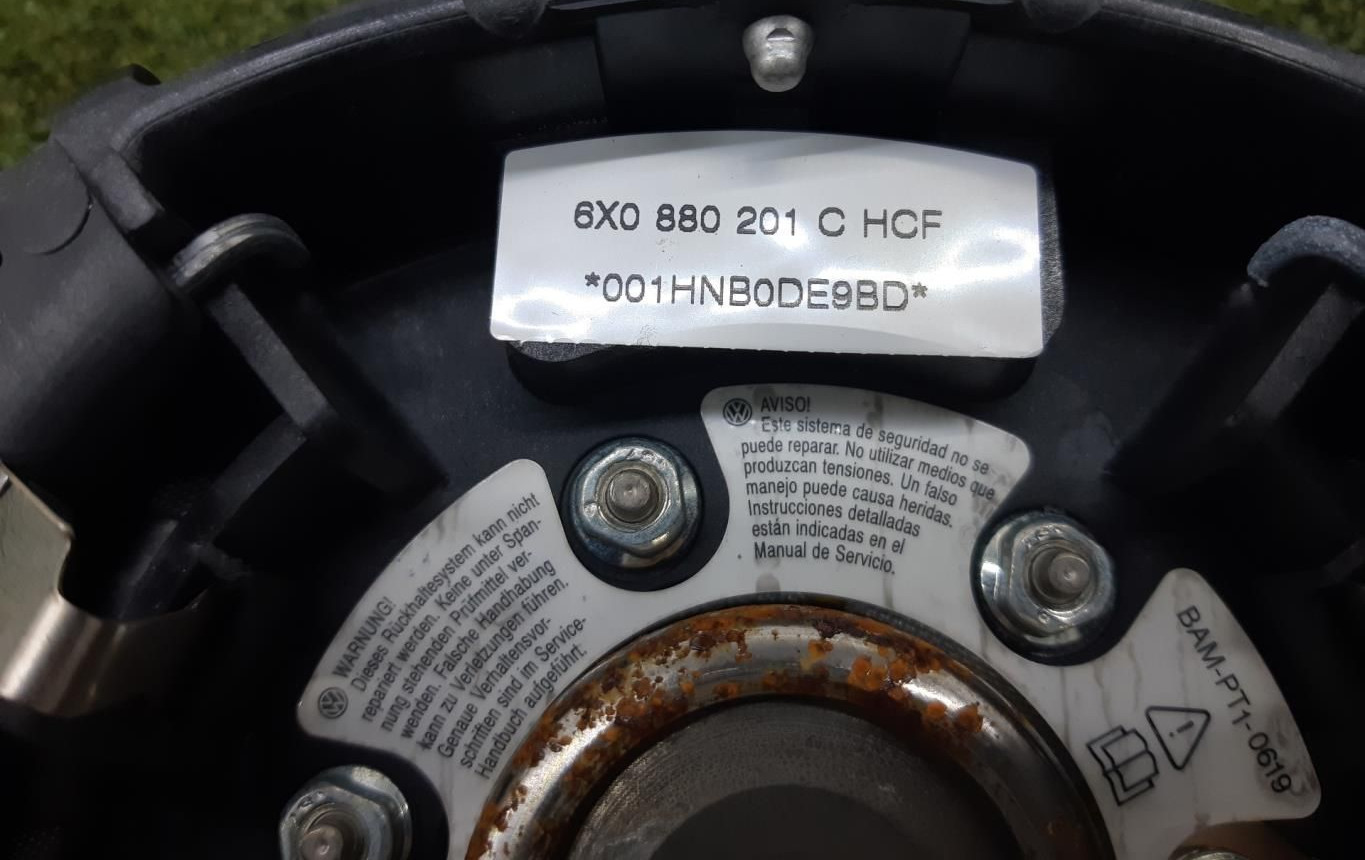 6X0 880 201 C HCF
*001HNB0DE9BD*
AVISO!
Este sistema de seguridad no se
puede reparar. No utilizar medios que
produzcan tensiones. Un falso
manejo puede causa heridas.
Instrucciones detalladas
están indicadas en el
Manual de Servicio.
WARNUNG!
Dieses Rückhaltesystem kann nicht
repariert werden. Keine unter Span-
nung stehenden Prüfmittel ver-
wenden. Falsche Handhabung
kann zu Verletzungen führen.
Genaue Verhaltensvor-
schriften sind im Service-
Handbuch aufgeführt.
BAM-PT1-0619